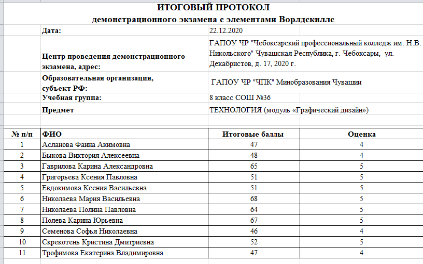 ИТОГОВЫЙ ПРОТОКОЛ
демонстрационного экзамена с элементами Ворлдскиллс
Дата: 22.12.2020
Центр проведения демонстрационного экзамена, адрес: ГАПОУ ЧР "Чебоксарский профессиональный колледж им. Н.В. Никольского" Чувашская Республика, г. Чебоксары, ул. Декабристов, д. 17, 2020 г.
Образовательная организация, субъект РФ: ГАПОУ ЧР "ЧПК" Минобразования Чувашии
Учебная группа: 8 класс СОШ №36
Предмет ТЕХНОЛОГИЯ (модуль «Графический дизайн»)
№ п/п ФИО Итоговые баллы Оценка
1 Асланова Фаина Акимовна 47 4
2 Быкова Виктория Алексеевна 48 4
3 Гаврилова Карина Александровна 65 5
4 Григорьева Ксения Павловна 51 5
5 Евдокимова Ксения Васильевна 51 5
6 Николаева Мария Васильевна 68 5
7 Николаева Полина Павловна 64 5
8 Полева Карина Юрьевна 67 5
9 Семенова Софья Николаевна 46 4
10 Скрекотень Кристина Дмитриевна 52 5
11 Трофимова Екатерина Владимировна 47 4